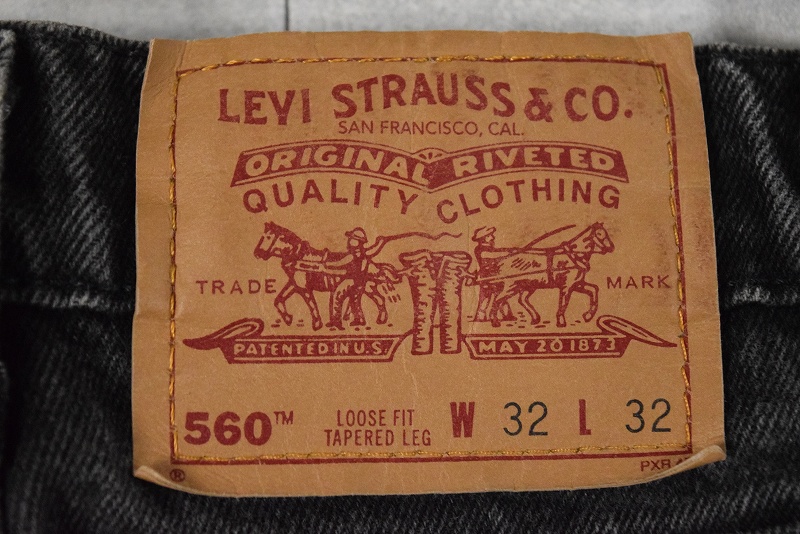 LEVI STRAUSS & CO.
SAN FRANCISCO, CAL.
ORIGINAL RIVETED
QUALITY CLOTHING
TRADE MARK
PATENTED IN U.S. MAY 20 1873
560™ LOOSE FIT TAPERED LEG W 32 L 32
®